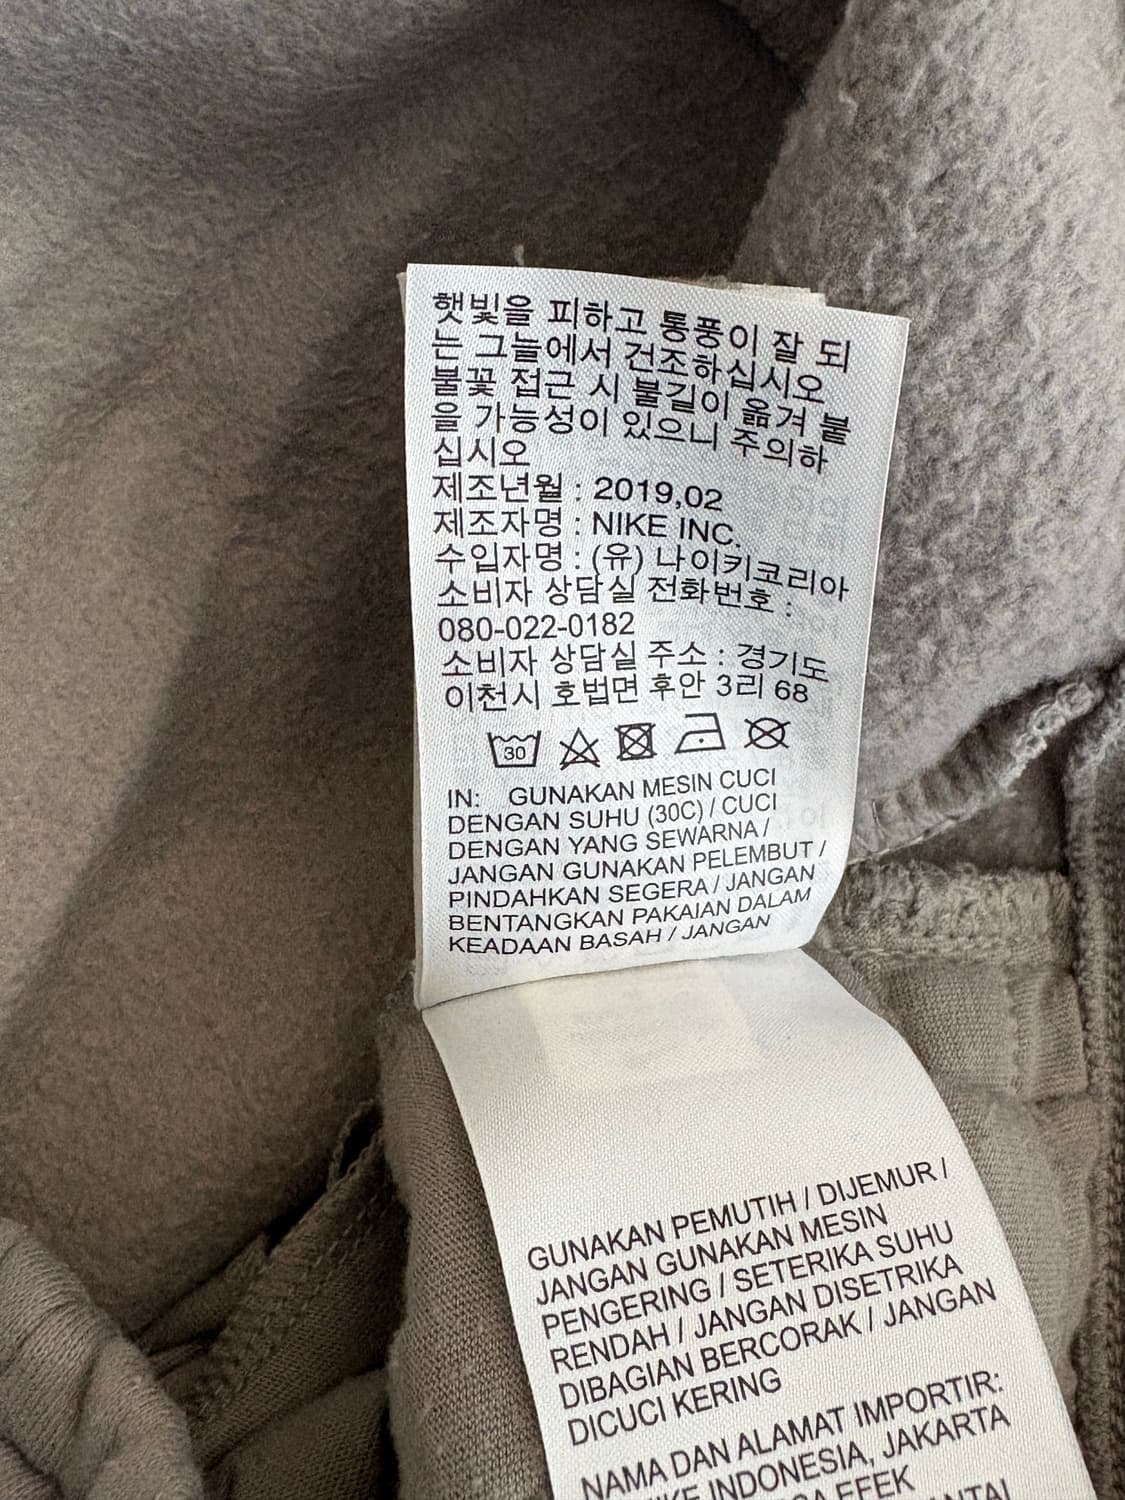 햇빛을 피하고 통풍이 잘 되
는 그늘에서 건조하십시오
불꽃 접근 시 불길이 옮겨 붙
을 가능성이 있으니 주의하
십시오
제조년월 : 2019,02
제조자명 : NIKE INC.
수입자명 : (유) 나이키코리아
소비자 상담실 전화번호 :
080-022-0182
소비자 상담실 주소 : 경기도
이천시 호법면 후안 3리 68
30
IN: GUNAKAN MESIN CUCI
DENGAN SUHU (30C) / CUCI
DENGAN YANG SEWARNA /
JANGAN GUNAKAN PELEMBUT /
PINDAHKAN SEGERA / JANGAN
BENTANGKAN PAKAIAN DALAM
KEADAAN BASAH / JANGAN
GUNAKAN PEMUTIH / DIJEMUR /
JANGAN GUNAKAN MESIN
PENGERING / SETERIKA SUHU
RENDAH / JANGAN DISETRIKA
DIBAGIAN BERCORAK / JANGAN
DICUCI KERING
NAMA DAN ALAMAT IMPORTIR:
INDONESIA, JAKARTA
EFEK